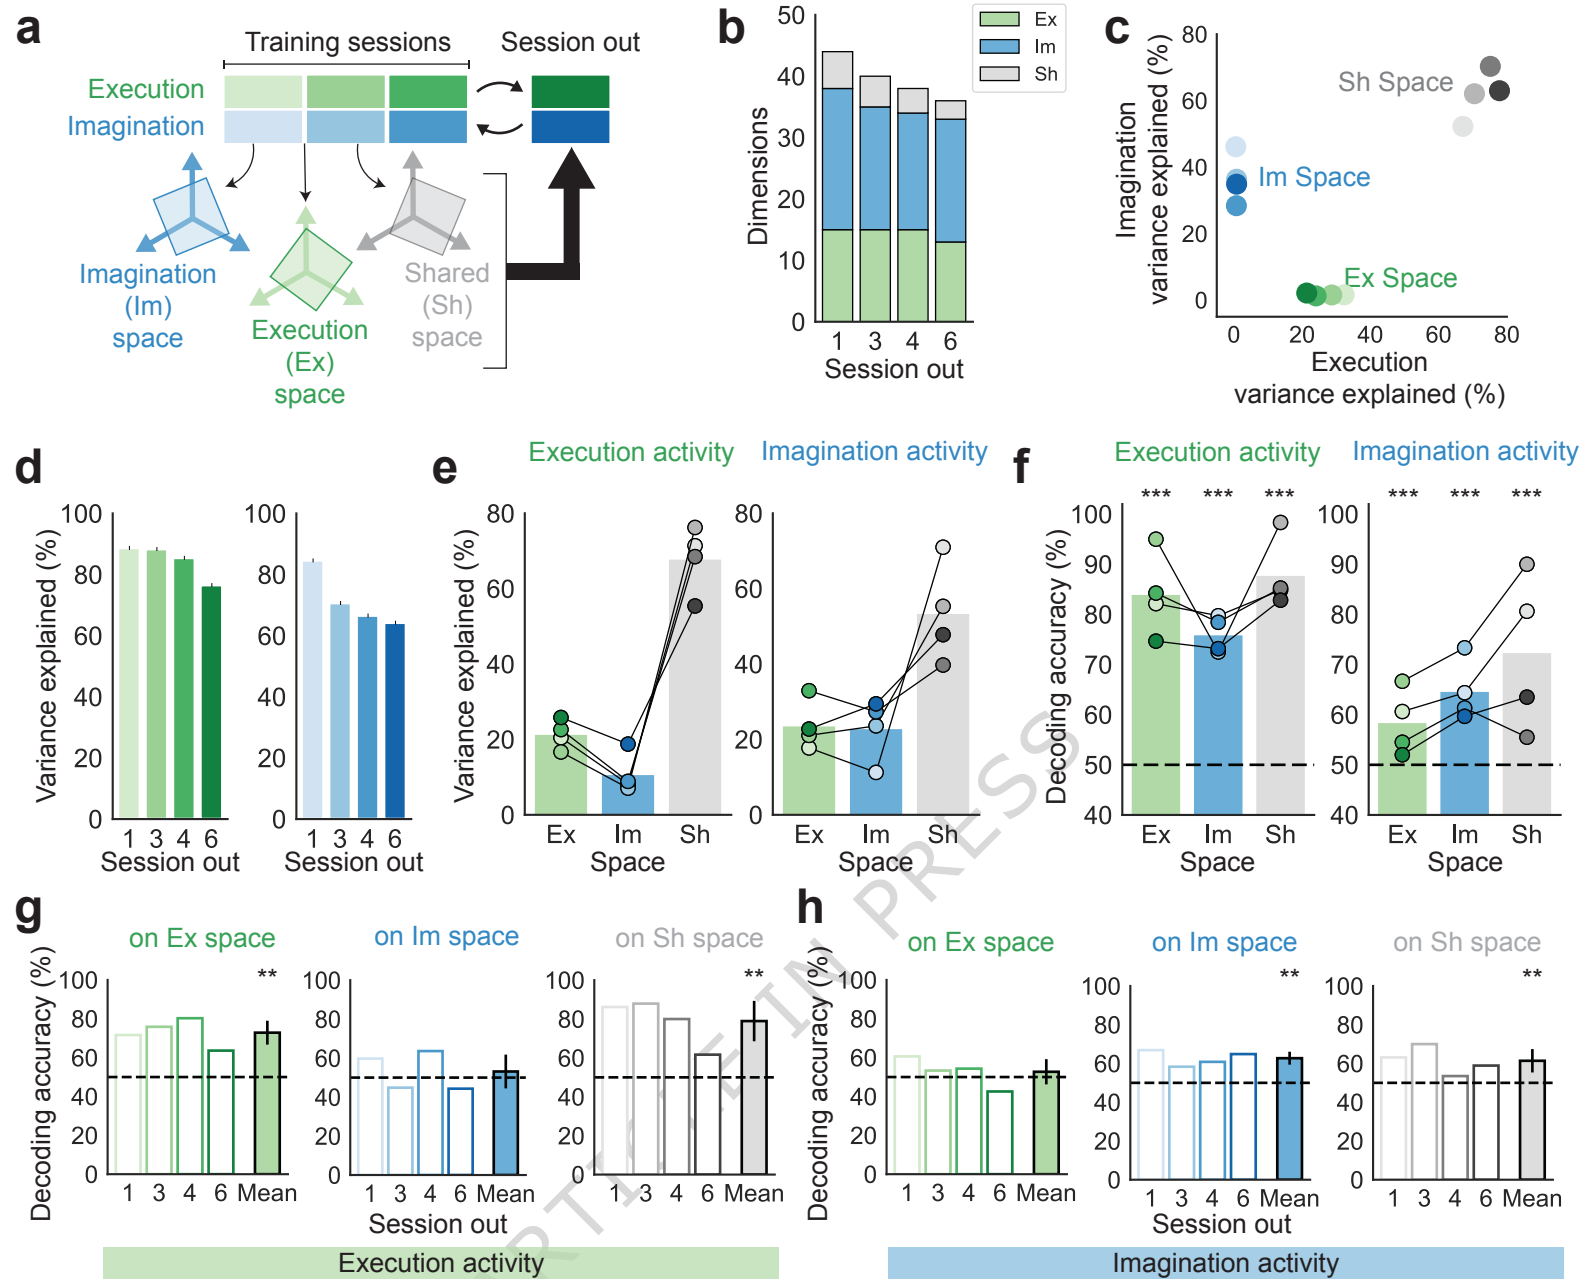 a
Training sessions
Session out
Execution
Imagination
Imagination
(Im)
space
Execution
(Ex)
space
Shared
(Sh)
space
b
50
40
30
20
10
0
Dimensions
1 3 4 6
Session out
Ex
Im
Sh
c
80
60
40
20
0
Imagination
variance explained (%)
Sh Space
Im Space
Ex Space
0 20 40 60 80
Execution
variance explained (%)
d
Variance explained (%)
100
80
60
40
20
0
1 3 4 6
Session out
100
80
60
40
20
0
1 3 4 6
Session out
e
Execution activity
Imagination activity
Variance explained (%)
80
60
40
20
0
Ex Im Sh
80
60
40
20
0
Ex Im Sh
Space
Space
f
Execution activity
Imagination activity
*** *** ***
*** *** ***
Decoding accuracy (%)
100
90
80
70
60
50
40
Ex Im Sh
Space
100
90
80
70
60
50
40
Ex Im Sh
Space
g
on Ex space
on Im space
on Sh space
Decoding accuracy (%)
100
80
60
40
20
0
**
1 3 4 6 Mean
100
80
60
40
20
0
1 3 4 6 Mean
100
80
60
40
20
0
**
1 3 4 6 Mean
Session out
Execution activity
h
on Ex space
on Im space
on Sh space
Decoding accuracy (%)
100
80
60
40
20
0
1 3 4 6 Mean
100
80
60
40
20
0
**
1 3 4 6 Mean
100
80
60
40
20
0
**
1 3 4 6 Mean
Session out
Imagination activity
ARTICLE IN PRESS